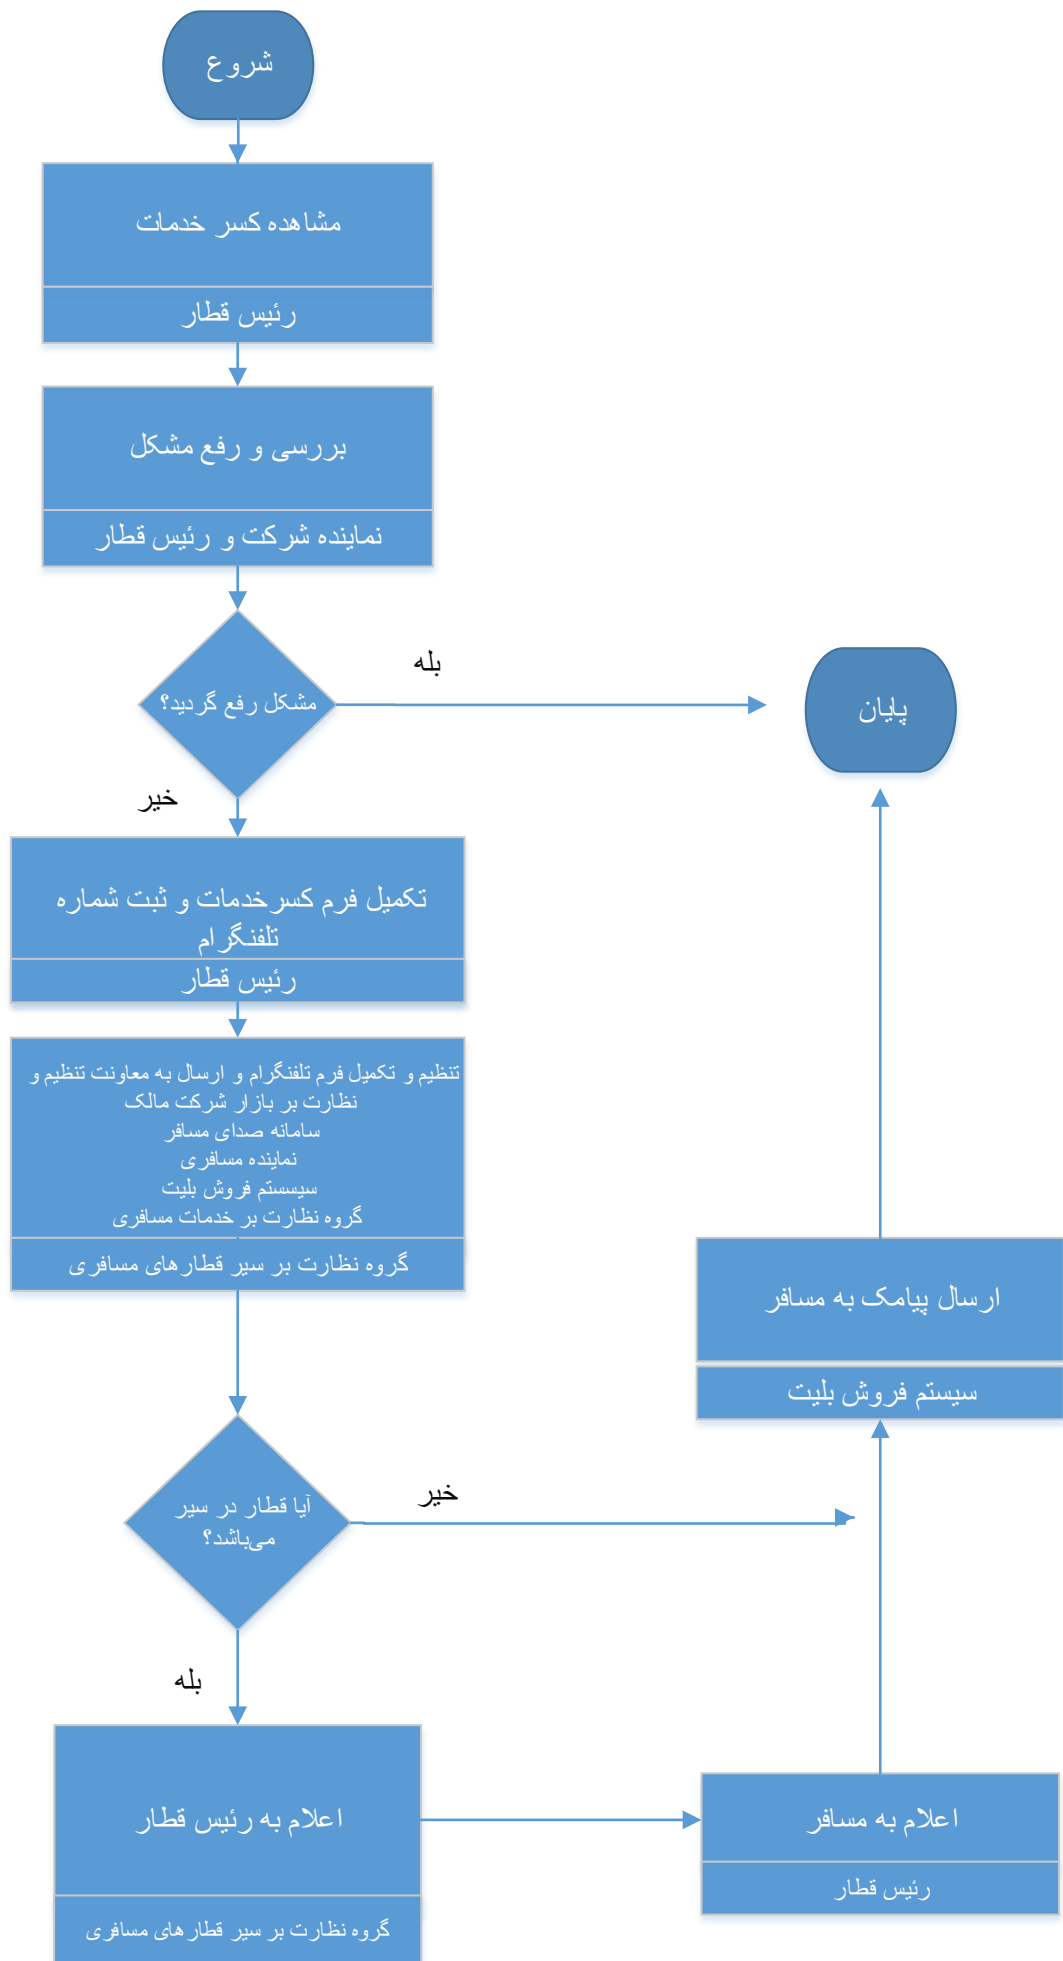 شروع
مشاهده کسر خدمات
رئیس قطار
بررسی و رفع مشکل
نماینده شرکت و رئیس قطار
مشکل رفع گردید؟
بله
پایان
خیر
تکمیل فرم کسرخدمات و ثبت شماره
تلفنگرام
رئیس قطار
تنظیم و تکمیل فرم تلفنگرام و ارسال به معاونت تنظیم و
نظارت بر بازار شرکت مالک
سامانه صدای مسافر
نماینده مسافری
سیسستم فروش بلیت
گروه نظارت بر خدمات مسافری
گروه نظارت بر سیر قطارهای مسافری
ارسال پیامک به مسافر
سیستم فروش بلیت
آیا قطار در سیر
می‌باشد؟
خیر
بله
اعلام به رئیس قطار
گروه نظارت بر سیر قطارهای مسافری
اعلام به مسافر
رئیس قطار